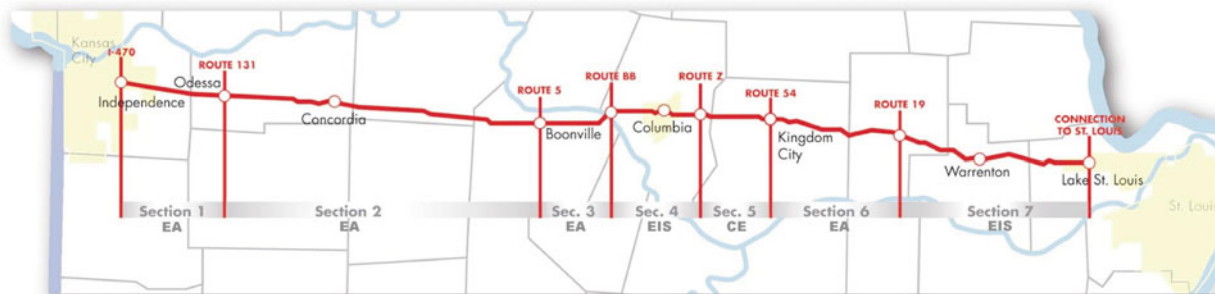 Kansas
City
I-470
ROUTE 131
Odessa
Independence
Concordia
ROUTE 5
Boonville
ROUTE BB
Columbia
ROUTE Z
ROUTE 54
Kingdom
City
ROUTE 19
Warrenton
CONNECTION
TO ST. LOUIS
Lake St. Louis
St. Louis
Section 1
EA
Section 2
EA
Sec. 3
EA
Sec. 4
EIS
Sec. 5
CE
Section 6
EA
Section 7
EIS